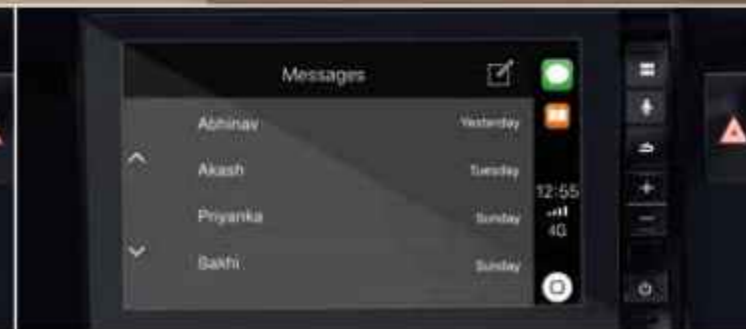 Messages
Abhinav Yesterday
Akash Tuesday
12:55
Priyanka Sunday
4G
Sakhi Sunday